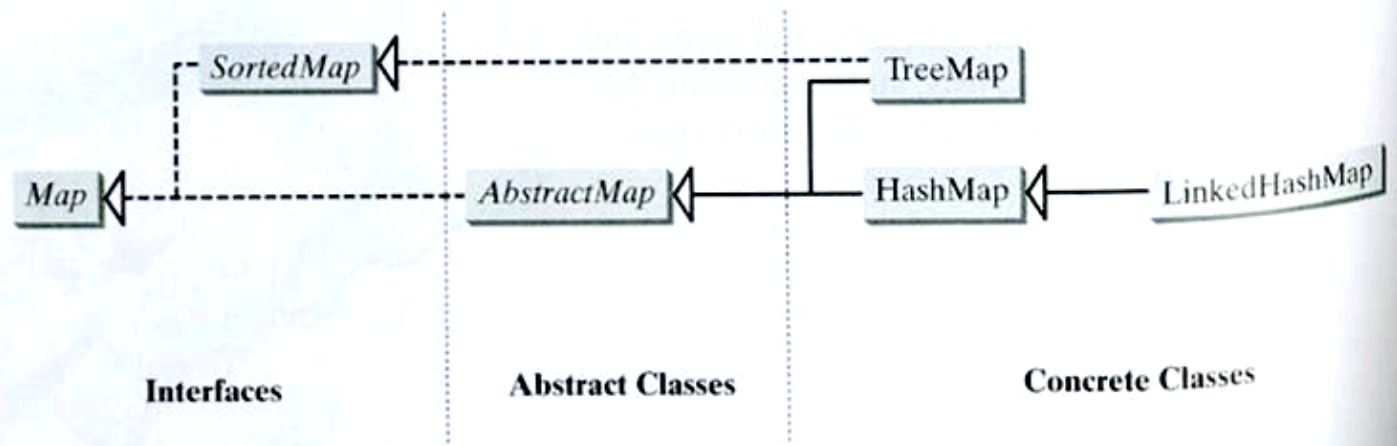 SortedMap
TreeMap
Map
AbstractMap
HashMap
LinkedHashMap
Interfaces
Abstract Classes
Concrete Classes